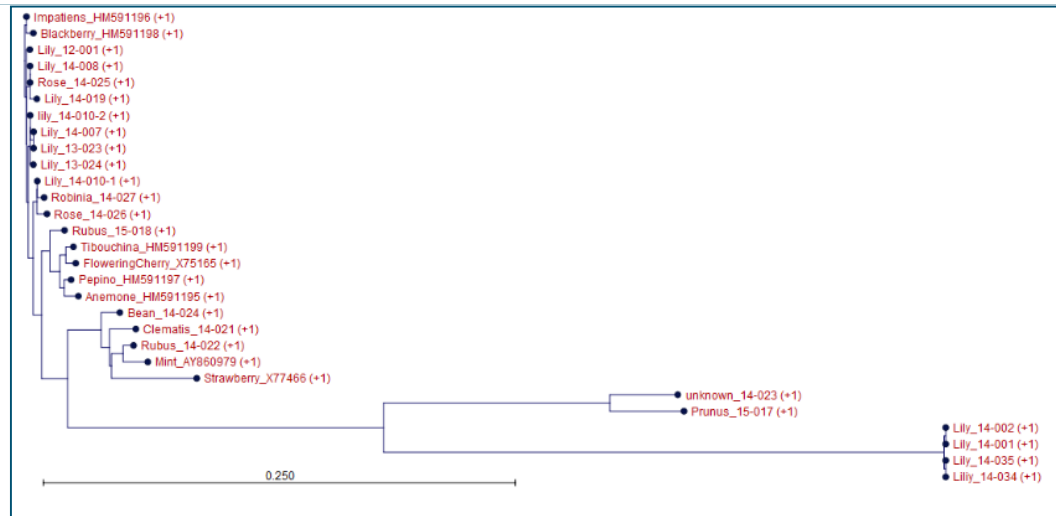 Impatiens_HM591196 (+1)
Blackberry_HM591198 (+1)
Lily_12-001 (+1)
Lily_14-008 (+1)
Rose_14-025 (+1)
Lily_14-019 (+1)
lily_14-010-2 (+1)
Lily_14-007 (+1)
Lily_13-023 (+1)
Lily_13-024 (+1)
Lily_14-010-1 (+1)
Robinia_14-027 (+1)
Rose_14-026 (+1)
Rubus_15-018 (+1)
Tibouchina_HM591199 (+1)
FloweringCherry_X75165 (+1)
Pepino_HM591197 (+1)
Anemone_HM591195 (+1)
Bean_14-024 (+1)
Clematis_14-021 (+1)
Rubus_14-022 (+1)
Mint_AY860979 (+1)
Strawberry_X77466 (+1)
unknown_14-023 (+1)
Prunus_15-017 (+1)
Lily_14-002 (+1)
Lily_14-001 (+1)
Lily_14-035 (+1)
Liliy_14-034 (+1)
0.250